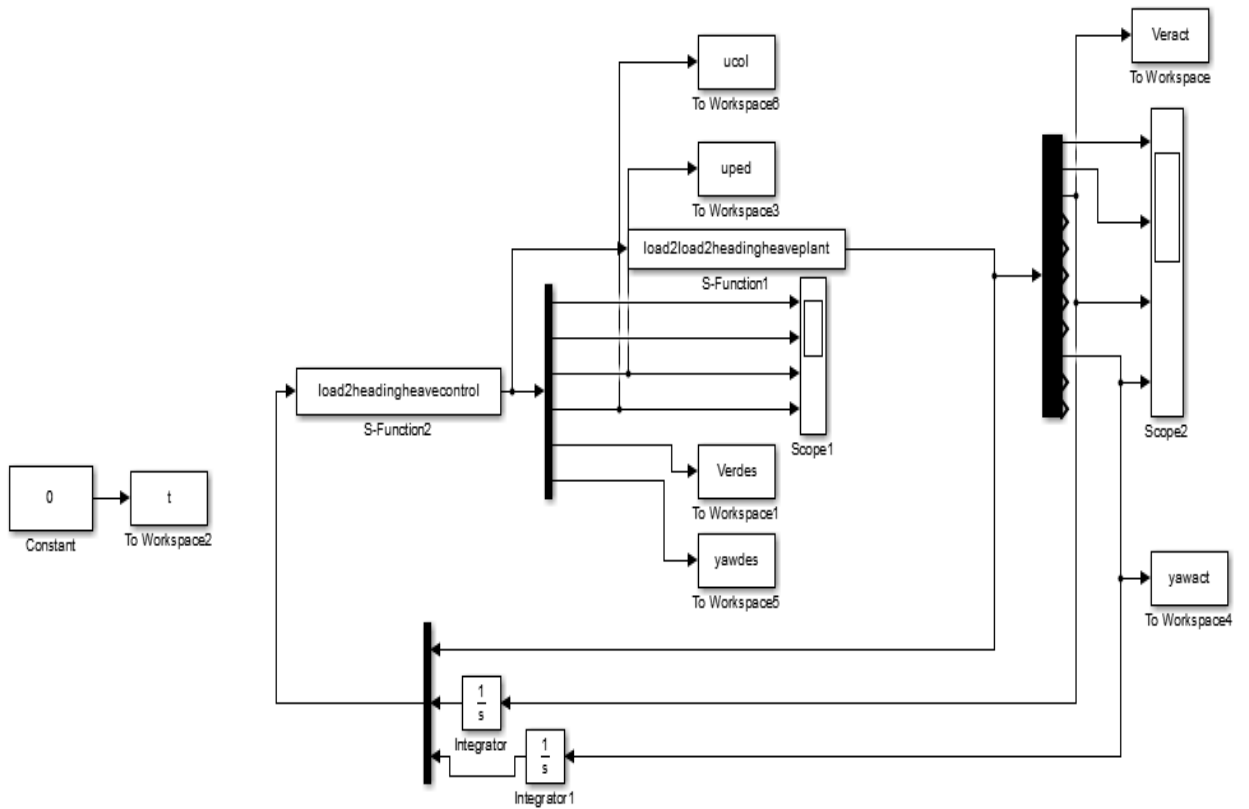 Veract
To Workspace
ucol
To Workspace6
uped
To Workspace3
load2load2headingheaveplant
S-Function1
load2headingheavecontrol
S-Function2
Scope1
Scope2
0
Constant
t
To Workspace2
Verdes
To Workspace1
yawdes
To Workspace5
yawact
To Workspace4
1
s
Integrator
1
s
Integrator1